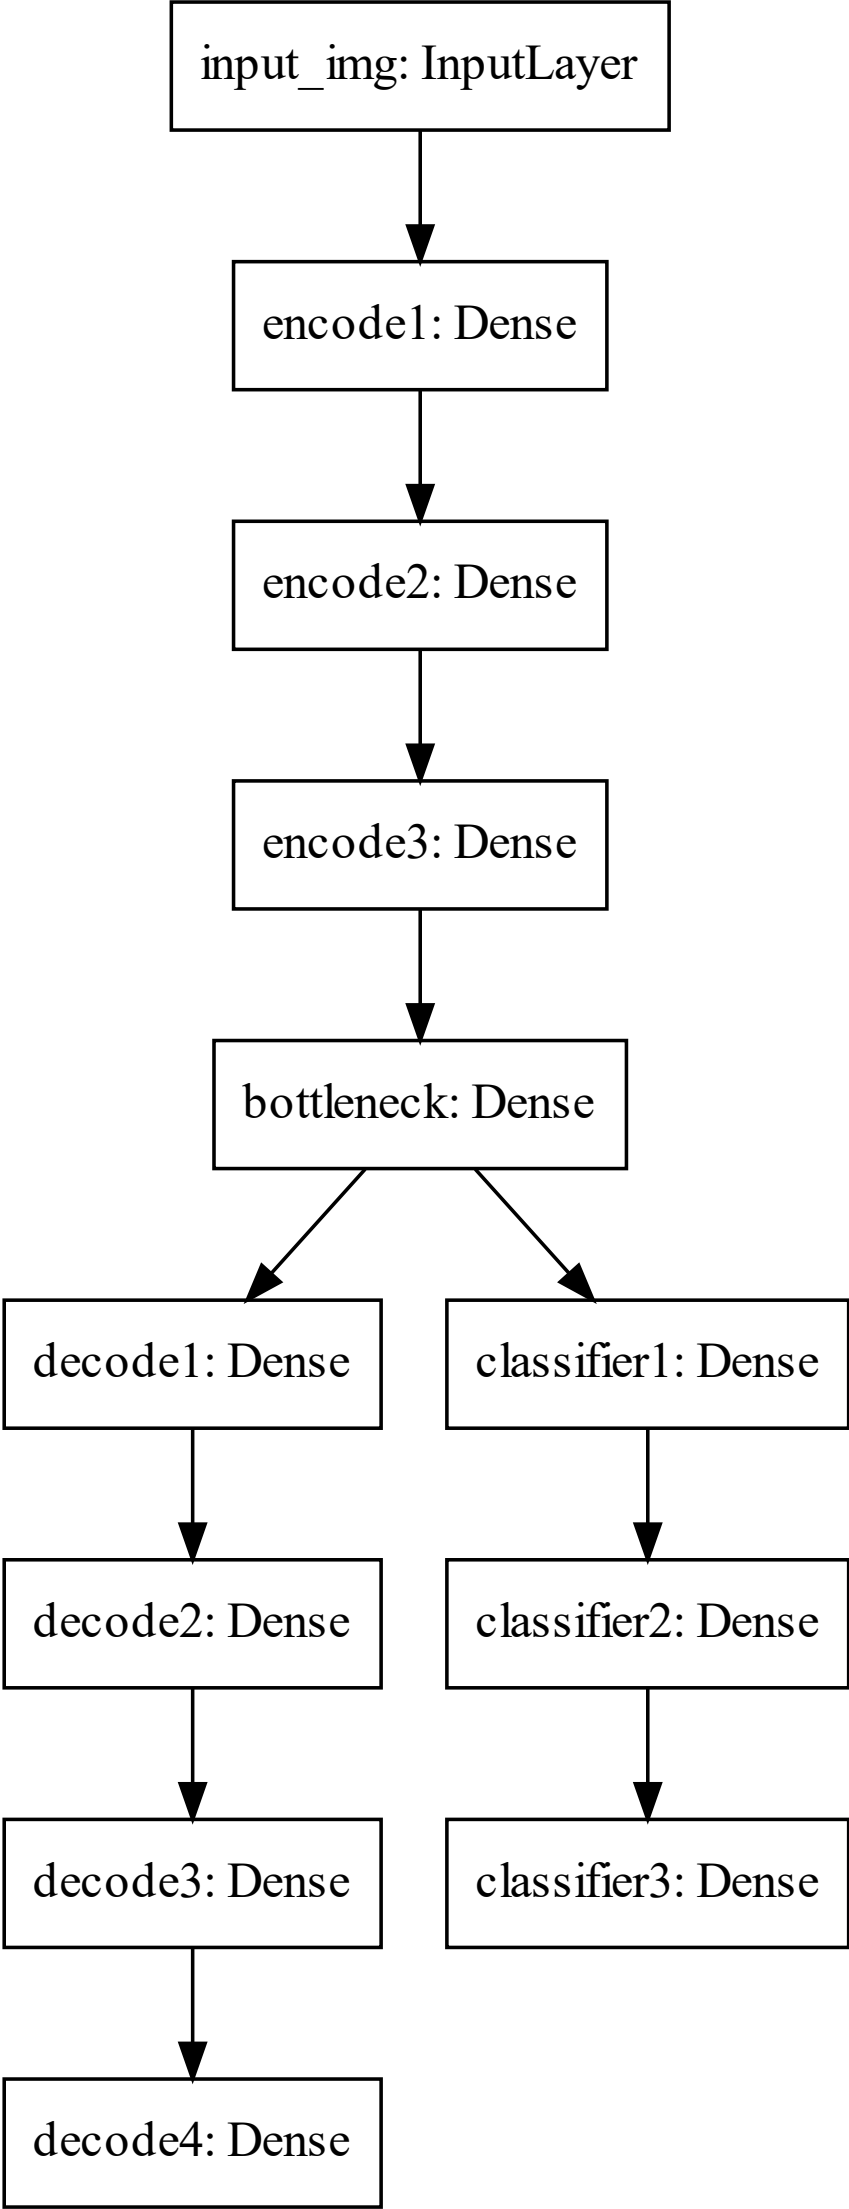 input_img: InputLayer
encode1: Dense
encode2: Dense
encode3: Dense
bottleneck: Dense
decode1: Dense
classifier1: Dense
decode2: Dense
classifier2: Dense
decode3: Dense
classifier3: Dense
decode4: Dense